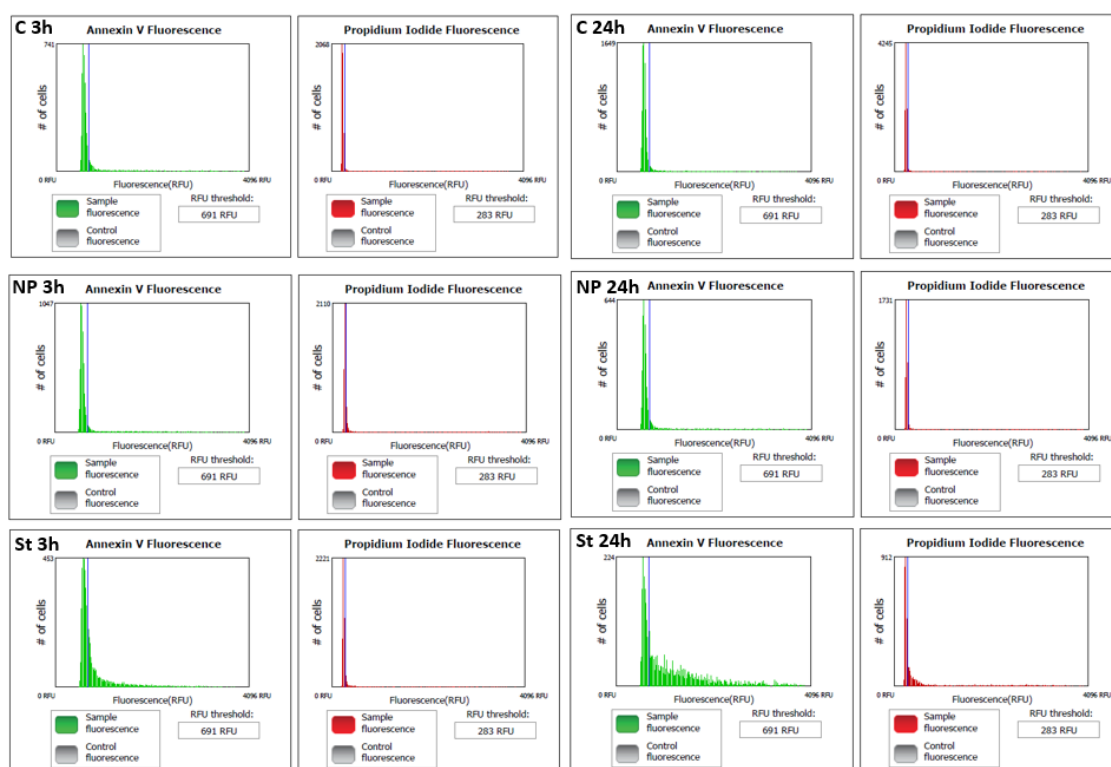 C 3h
Annexin V Fluorescence
741
# of cells
0 RFU
Fluorescence(RFU)
4096 RFU
Sample fluorescence
Control fluorescence
RFU threshold:
691 RFU
Propidium Iodide Fluorescence
2068
# of cells
0 RFU
Fluorescence(RFU)
4096 RFU
Sample fluorescence
Control fluorescence
RFU threshold:
283 RFU
C 24h
Annexin V Fluorescence
1649
# of cells
0 RFU
Fluorescence(RFU)
4096 RFU
Sample fluorescence
Control fluorescence
RFU threshold:
691 RFU
Propidium Iodide Fluorescence
4245
# of cells
0 RFU
Fluorescence(RFU)
4096 RFU
Sample fluorescence
Control fluorescence
RFU threshold:
283 RFU
NP 3h
Annexin V Fluorescence
1047
# of cells
0 RFU
Fluorescence(RFU)
4096 RFU
Sample fluorescence
Control fluorescence
RFU threshold:
691 RFU
Propidium Iodide Fluorescence
2110
# of cells
0 RFU
Fluorescence(RFU)
4096 RFU
Sample fluorescence
Control fluorescence
RFU threshold:
283 RFU
NP 24h
Annexin V Fluorescence
644
# of cells
0 RFU
Fluorescence(RFU)
4096 RFU
Sample fluorescence
Control fluorescence
RFU threshold:
691 RFU
Propidium Iodide Fluorescence
1731
# of cells
0 RFU
Fluorescence(RFU)
4096 RFU
Sample fluorescence
Control fluorescence
RFU threshold:
283 RFU
St 3h
Annexin V Fluorescence
453
# of cells
0 RFU
Fluorescence(RFU)
4096 RFU
Sample fluorescence
Control fluorescence
RFU threshold:
691 RFU
Propidium Iodide Fluorescence
2221
# of cells
0 RFU
Fluorescence(RFU)
4096 RFU
Sample fluorescence
Control fluorescence
RFU threshold:
283 RFU
St 24h
Annexin V Fluorescence
224
# of cells
0 RFU
Fluorescence(RFU)
4096 RFU
Sample fluorescence
Control fluorescence
RFU threshold:
691 RFU
Propidium Iodide Fluorescence
912
# of cells
0 RFU
Fluorescence(RFU)
4096 RFU
Sample fluorescence
Control fluorescence
RFU threshold:
283 RFU